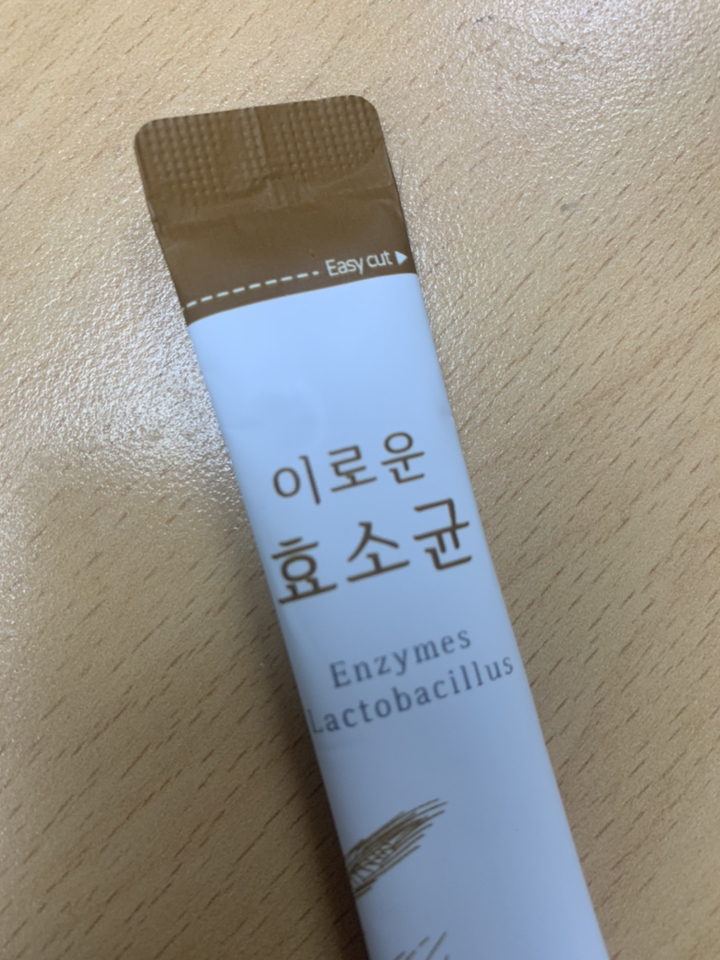 Easy cut
이로운
효소균
Enzymes
Lactobacillus